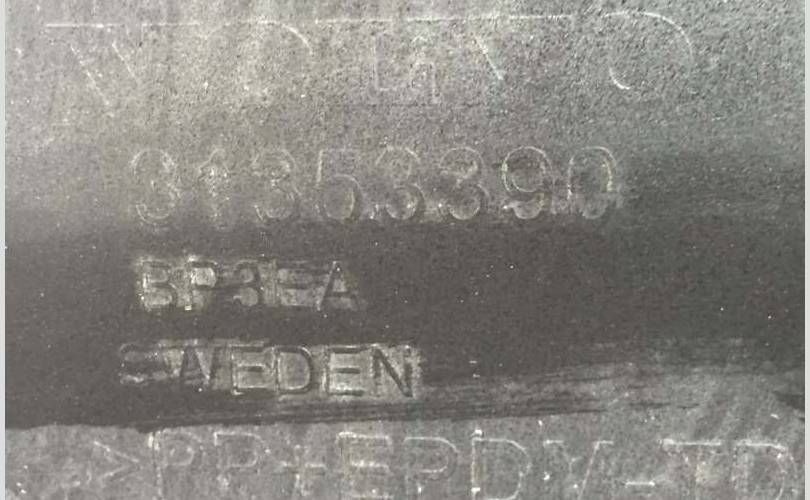 VOLVO
31353390
BP3EA
SWEDEN
>PP+EPDM-TD